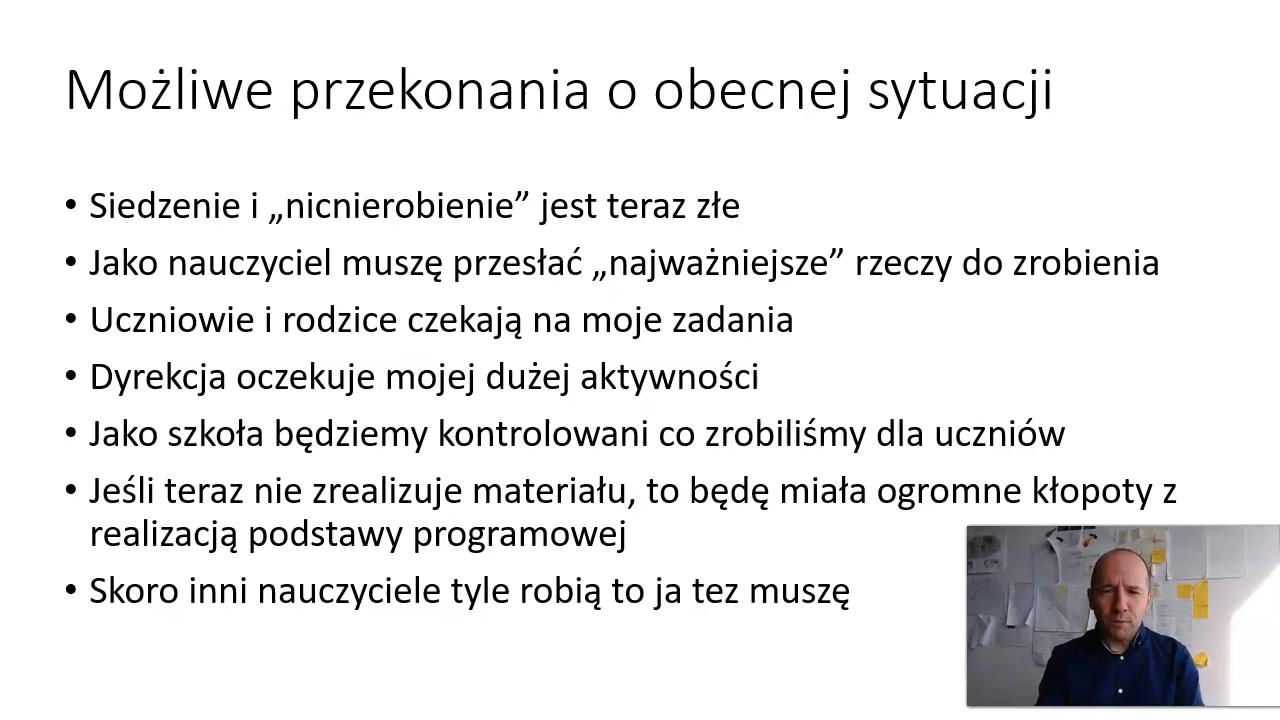 Możliwe przekonania o obecnej sytuacji
• Siedzenie i „nicnierobienie” jest teraz złe
• Jako nauczyciel muszę przesłać „najważniejsze” rzeczy do zrobienia
• Uczniowie i rodzice czekają na moje zadania
• Dyrekcja oczekuje mojej dużej aktywności
• Jako szkoła będziemy kontrolowani co zrobiliśmy dla uczniów
• Jeśli teraz nie zrealizuje materiału, to będę miała ogromne kłopoty z
realizacją podstawy programowej
• Skoro inni nauczyciele tyle robią to ja tez muszę